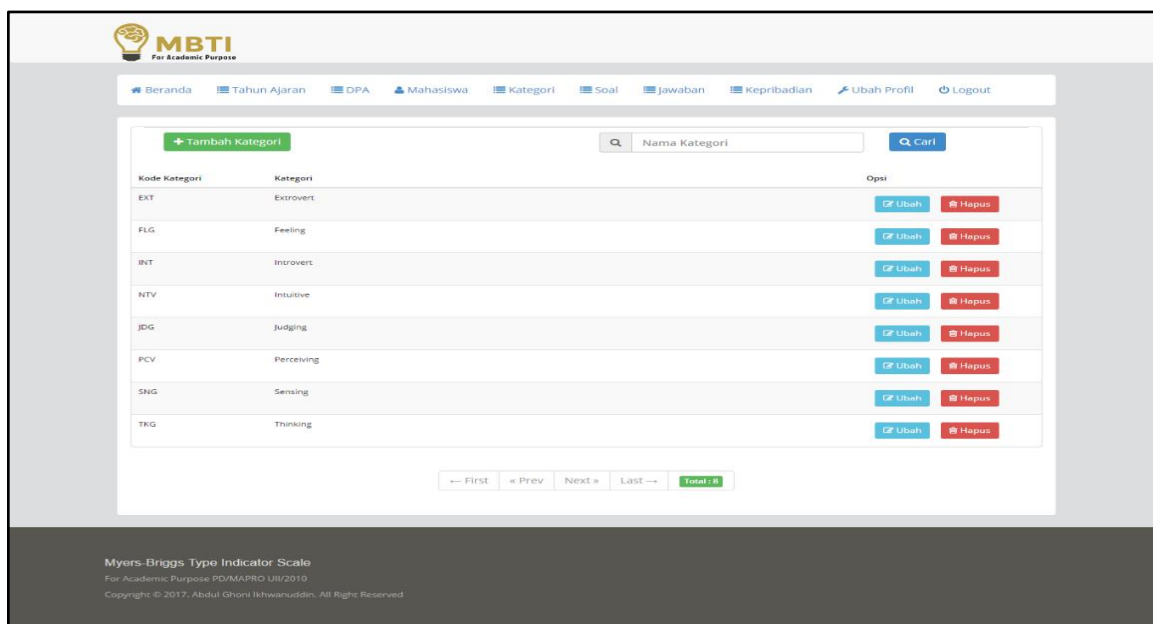 MBTI
For Academic Purpose
Beranda Tahun Ajaran DPA Mahasiswa Kategori Soal Jawaban Kepribadian Ubah Profil Logout
+ Tambah Kategori Nama Kategori Cari
Kode Kategori Kategori Opsi
EXT Extrovert Ubah Hapus
FLG Feeling Ubah Hapus
INT Introvert Ubah Hapus
NTV Intuitive Ubah Hapus
JDG Judging Ubah Hapus
PCV Perceiving Ubah Hapus
SNG Sensing Ubah Hapus
TKG Thinking Ubah Hapus
← First « Prev Next » Last → Total : 8
Myers-Briggs Type Indicator Scale
For Academic Purpose PD/MAPRO UII/2010
Copyright © 2017. Abdul Ghoni Ikhwanuddin. All Right Reserved